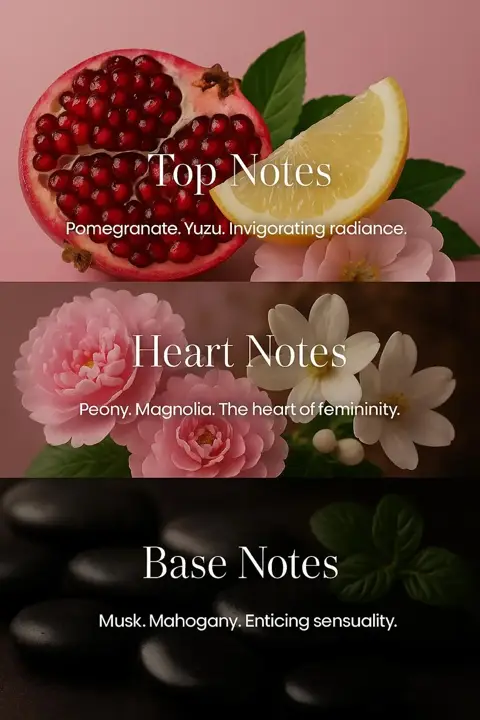 Top Notes
Pomegranate. Yuzu. Invigorating radiance.
Heart Notes
Peony. Magnolia. The heart of femininity.
Base Notes
Musk. Mahogany. Enticing sensuality.